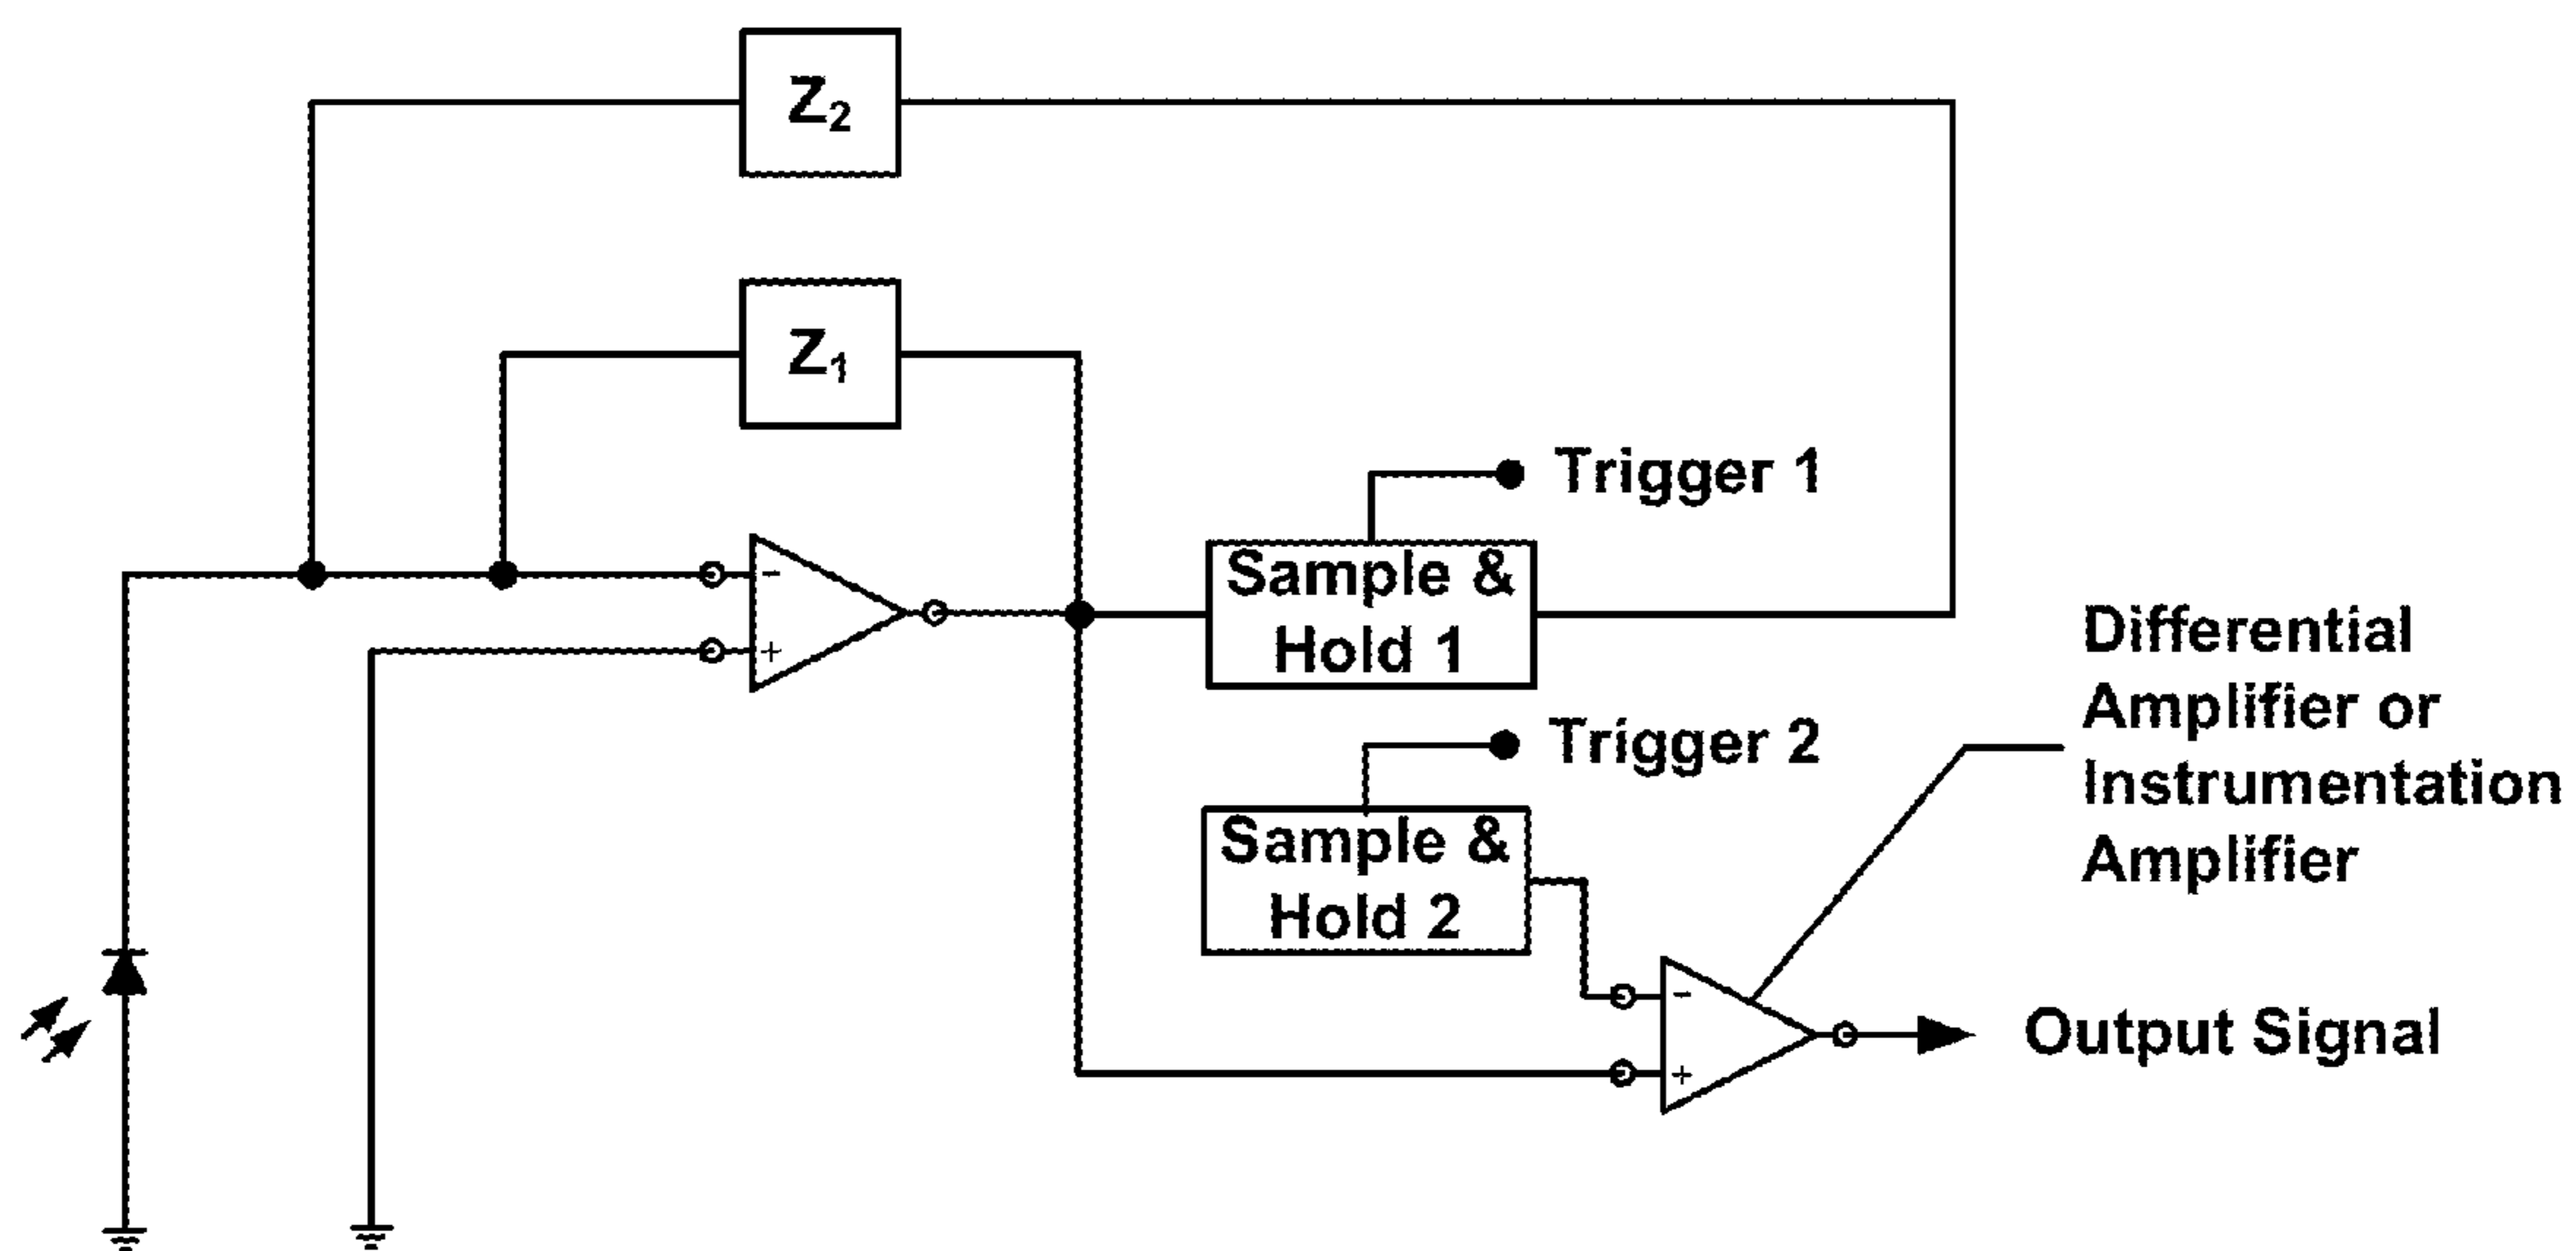 Z₂
Z₁
Trigger 1
Sample &
Hold 1
-
+
Trigger 2
Sample &
Hold 2
Differential
Amplifier or
Instrumentation
Amplifier
-
+
Output Signal